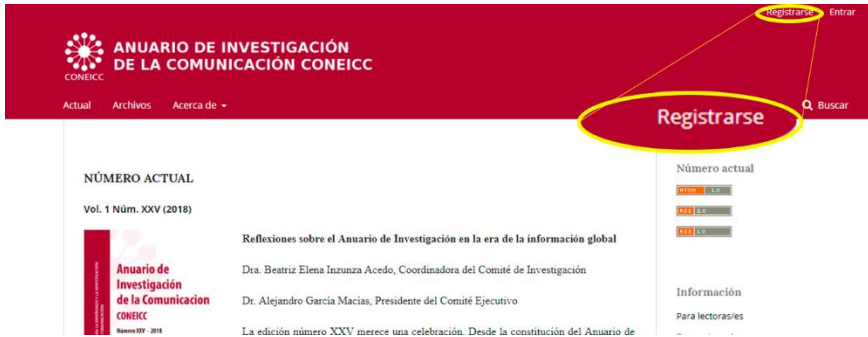 Registrarse Entrar
ANUARIO DE INVESTIGACIÓN
DE LA COMUNICACIÓN CONEICC
CONEICC
Actual Archivos Acerca de
Registrarse
Buscar
NÚMERO ACTUAL
Vol. 1 Núm. XXV (2018)
Anuario de
Investigación
de la Comunicacion
CONEICC
Número XXV - 2018
Reflexiones sobre el Anuario de Investigación en la era de la información global
Dra. Beatriz Elena Inzunza Acedo, Coordinadora del Comité de Investigación
Dr. Alejandro García Macías, Presidente del Comité Ejecutivo
La edición número XXV merece una celebración. Desde la constitución del Anuario de
Número actual
ATOM 1.0
RSS 2.0
RSS 1.0
Información
Para lectoras/es